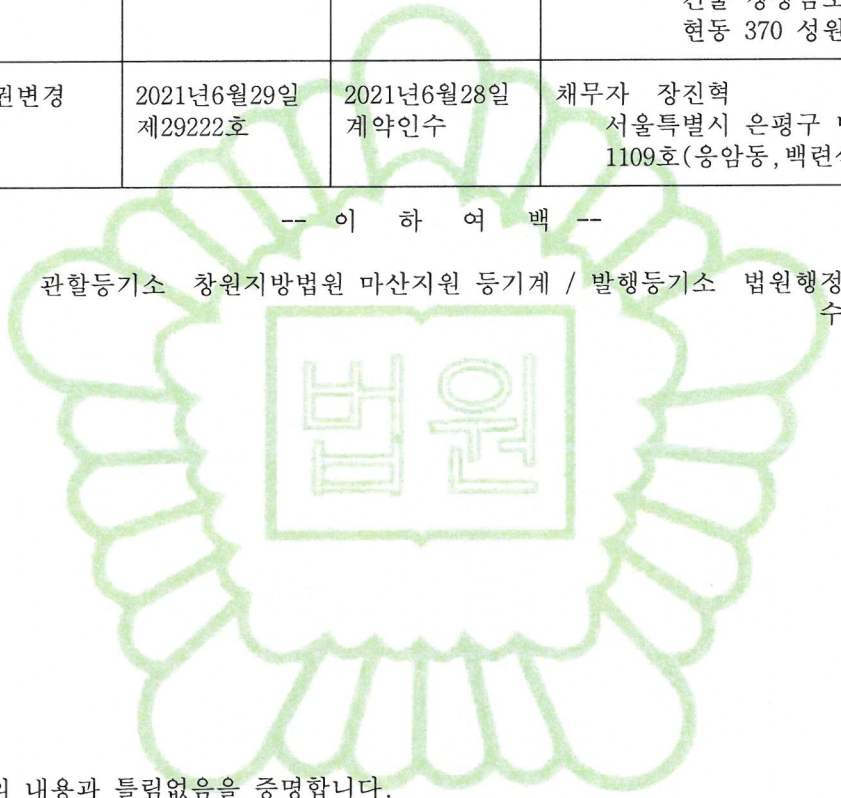 현동 370 성원
권변경 2021년6월29일 2021년6월28일 채무자 장진혁
제29222호 계약인수 서울특별시 은평구
1109호(응암동,백련
-- 이 하 여 백 --
관할등기소 창원지방법원 마산지원 등기계 / 발행등기소 법원행정
수
법원
내용과 틀림없음을 증명합니다.